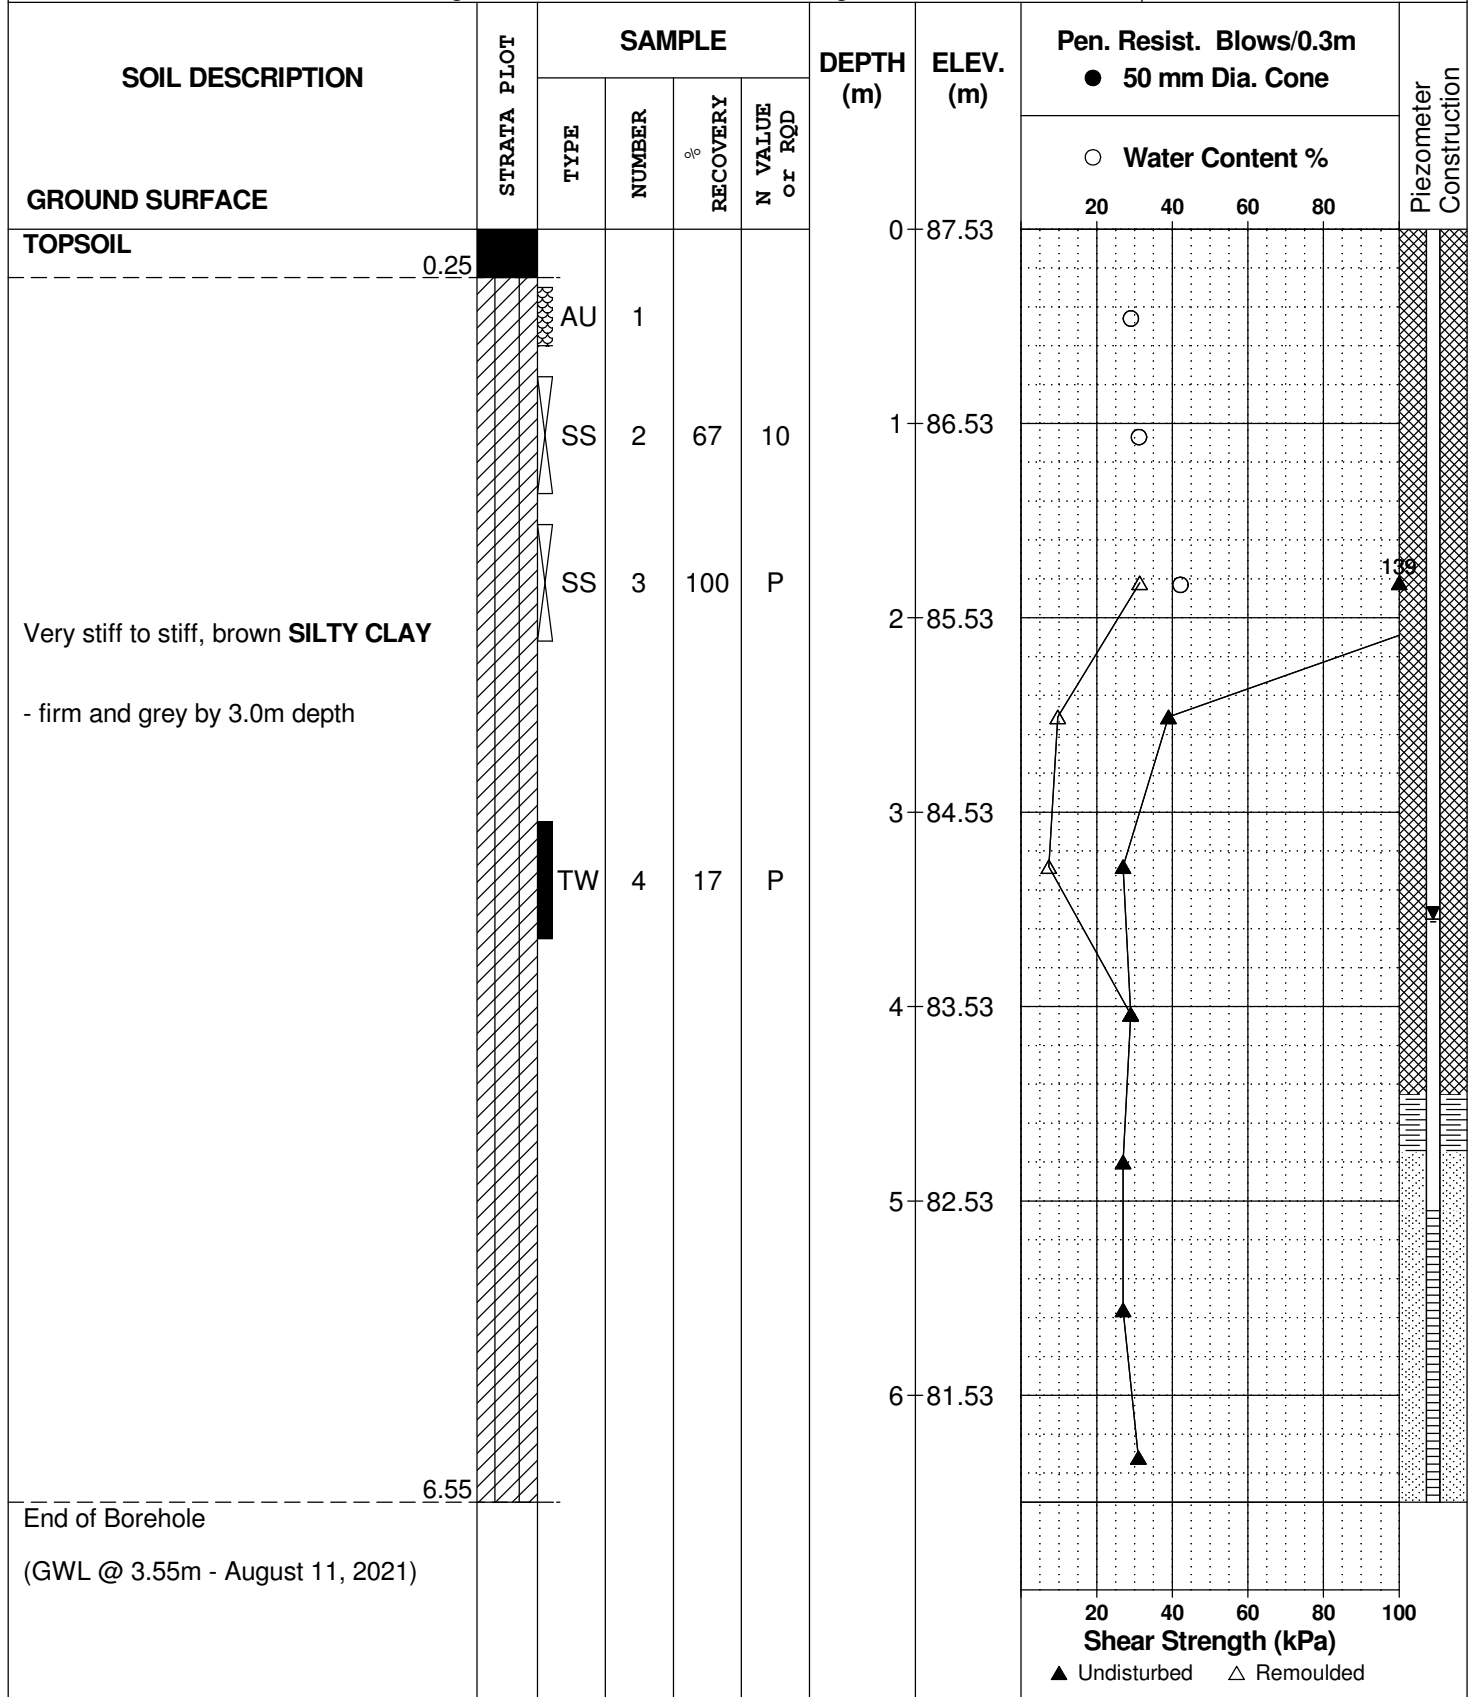 SOIL DESCRIPTION
GROUND SURFACE
STRATA PLOT
SAMPLE
TYPE
NUMBER
% RECOVERY
N VALUE or RQD
DEPTH (m)
ELEV. (m)
Pen. Resist. Blows/0.3m
● 50 mm Dia. Cone
○ Water Content %
20 40 60 80
Piezometer Construction
0 87.53
TOPSOIL
0.25
AU 1
1 86.53
SS 2 67 10
139
SS 3 100 P
2 85.53
Very stiff to stiff, brown SILTY CLAY
- firm and grey by 3.0m depth
3 84.53
TW 4 17 P
4 83.53
5 82.53
6 81.53
6.55
End of Borehole
(GWL @ 3.55m - August 11, 2021)
20 40 60 80 100
Shear Strength (kPa)
▲ Undisturbed △ Remoulded